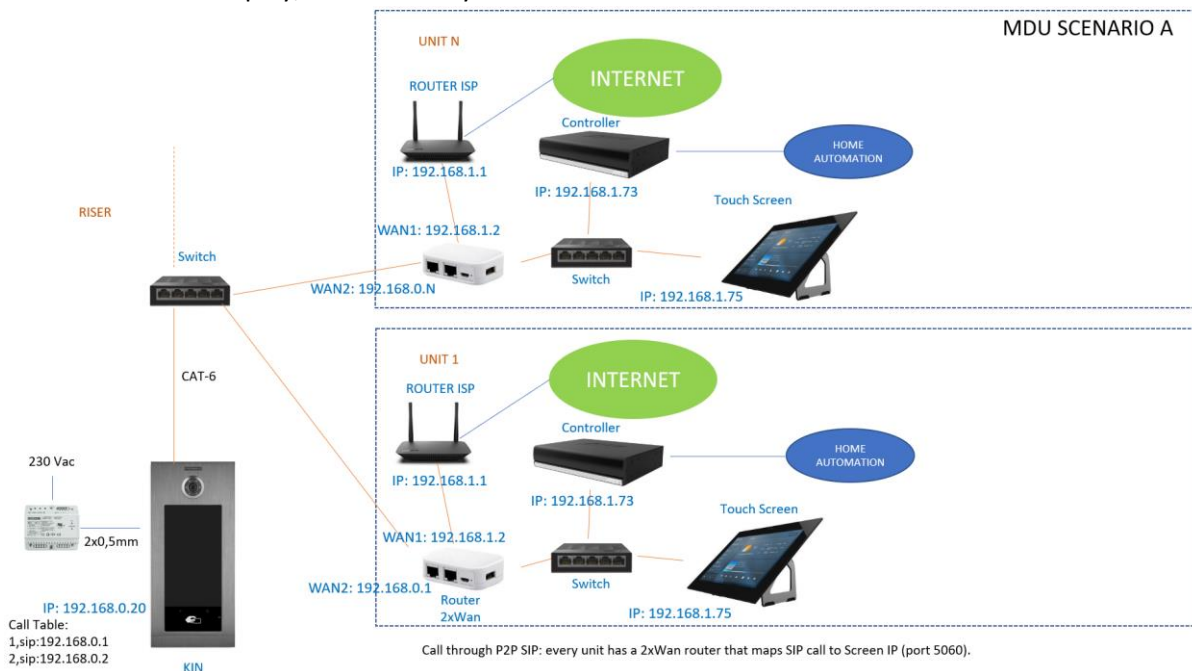 MDU SCENARIO A
UNIT N
ROUTER ISP
INTERNET
Controller
HOME
AUTOMATION
IP: 192.168.1.1
IP: 192.168.1.73
Touch Screen
RISER
WAN1: 192.168.1.2
Switch
Switch
WAN2: 192.168.0.N
IP: 192.168.1.75
CAT-6
UNIT 1
ROUTER ISP
INTERNET
Controller
HOME
AUTOMATION
IP: 192.168.1.1
IP: 192.168.1.73
Touch Screen
230 Vac
2x0,5mm
WAN1: 192.168.1.2
WAN2: 192.168.0.1
Router
2xWan
Switch
IP: 192.168.1.75
IP: 192.168.0.20
Call Table:
1,sip:192.168.0.1
2,sip:192.168.0.2
KIN
Call through P2P SIP: every unit has a 2xWan router that maps SIP call to Screen IP (port 5060).